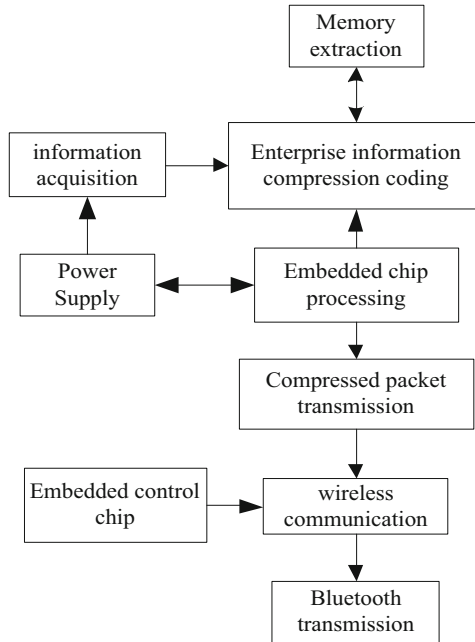 Memory
extraction
information
acquisition
Enterprise information
compression coding
Power
Supply
Embedded chip
processing
Compressed packet
transmission
Embedded control
chip
wireless
communication
Bluetooth
transmission